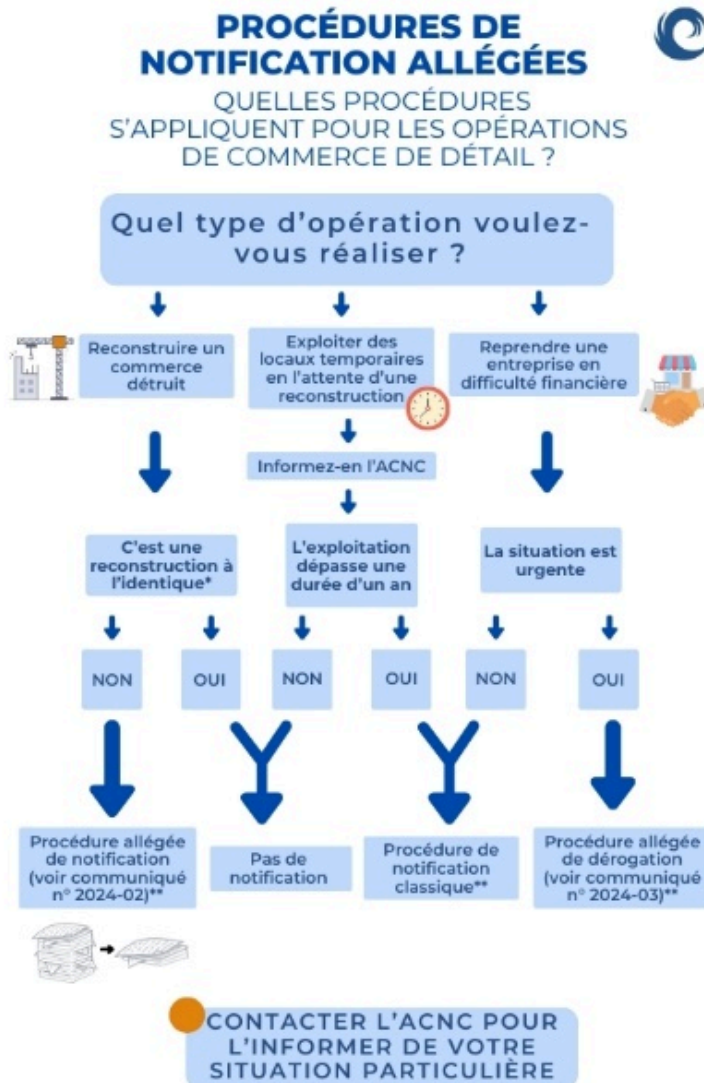 PROCÉDURES DE
NOTIFICATION ALLÉGÉES
QUELLES PROCÉDURES
S'APPLIQUENT POUR LES OPÉRATIONS
DE COMMERCE DE DÉTAIL ?
Quel type d'opération voulez-
vous réaliser ?
Reconstruire un
commerce
détruit
Exploiter des
locaux temporaires
en l'attente d'une
reconstruction
Reprendre une
entreprise en
difficulté financière
Informez-en l'ACNC
C'est une
reconstruction à
l'identique*
L'exploitation
dépasse une
durée d'un an
La situation est
urgente
NON
OUI
NON
OUI
NON
OUI
Procédure allégée
de notification
(voir communiqué
n° 2024-02)**
Pas de
notification
Procédure de
notification
classique**
Procédure allégée
de dérogation
(voir communiqué
n° 2024-03)**
CONTACTER L'ACNC POUR
L'INFORMER DE VOTRE
SITUATION PARTICULIÈRE